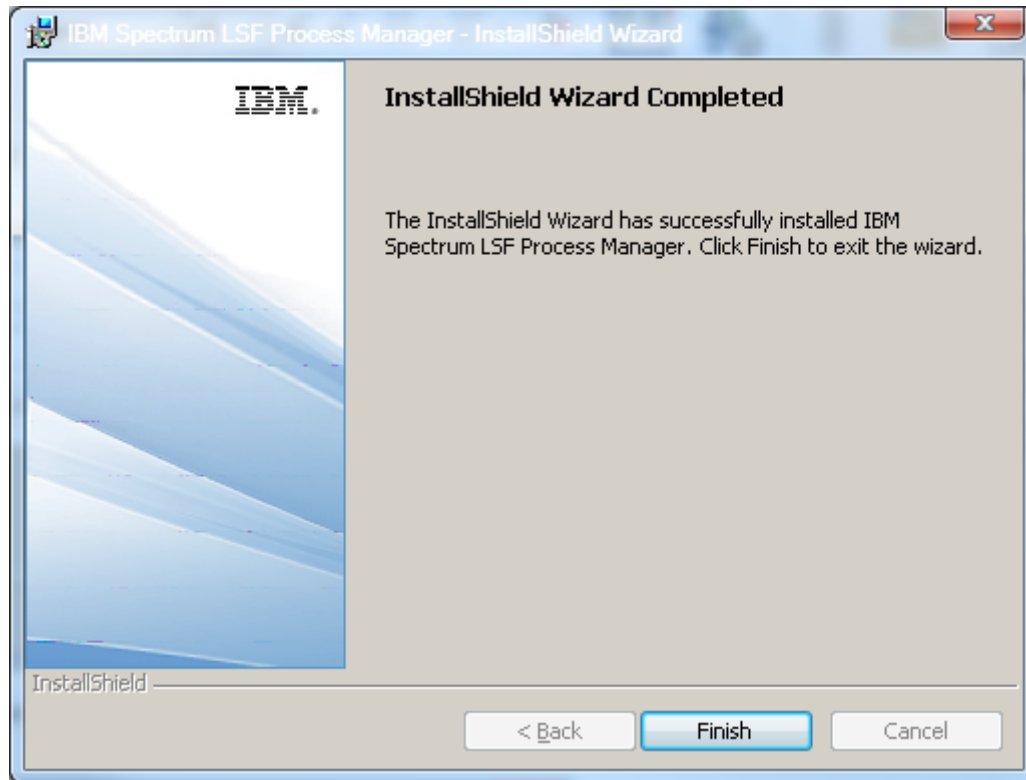 IBM Spectrum LSF Process Manager - InstallShield Wizard
IBM.
InstallShield Wizard Completed
The InstallShield Wizard has successfully installed IBM
Spectrum LSF Process Manager. Click Finish to exit the wizard.
InstallShield
< Back
Finish
Cancel